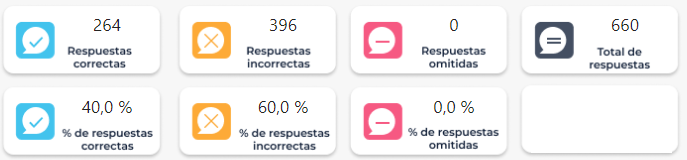 264
Respuestas
correctas
396
Respuestas
incorrectas
0
Respuestas
omitidas
660
Total de
respuestas
40,0 %
% de respuestas
correctas
60,0 %
% de respuestas
incorrectas
0,0 %
% de respuestas
omitidas